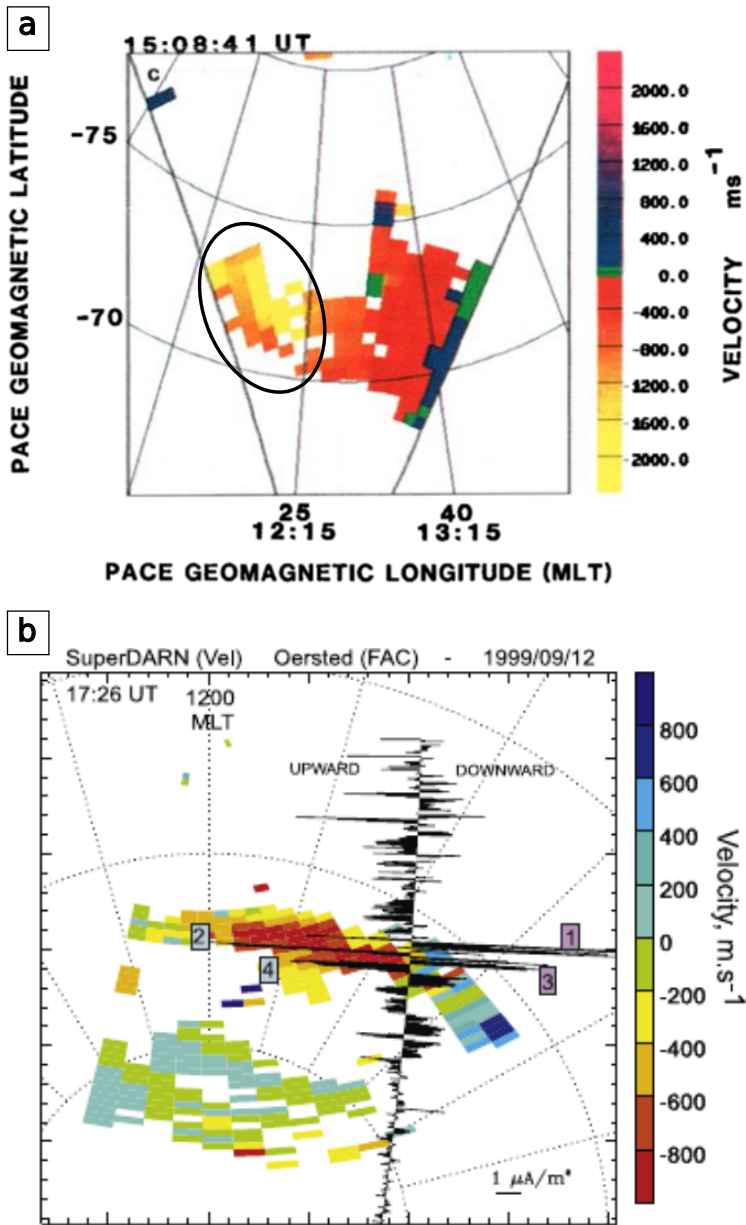 a
15:08:41 UT
C
PACE GEOMAGNETIC LATITUDE
-75
-70
2000.0
1600.0
1200.0
800.0
400.0
0.0
-400.0
-800.0
-1200.0
-1600.0
-2000.0
VELOCITY ms-1
25 40
12:15 13:15
PACE GEOMAGNETIC LONGITUDE (MLT)
b
SuperDARN (Vel) Oersted (FAC) - 1999/09/12
17:26 UT 1200
MLT
UPWARD DOWNWARD
2 1
4 3
1 μA/m²
800
600
400
200
0
-200
-400
-600
-800
Velocity, m.s-1